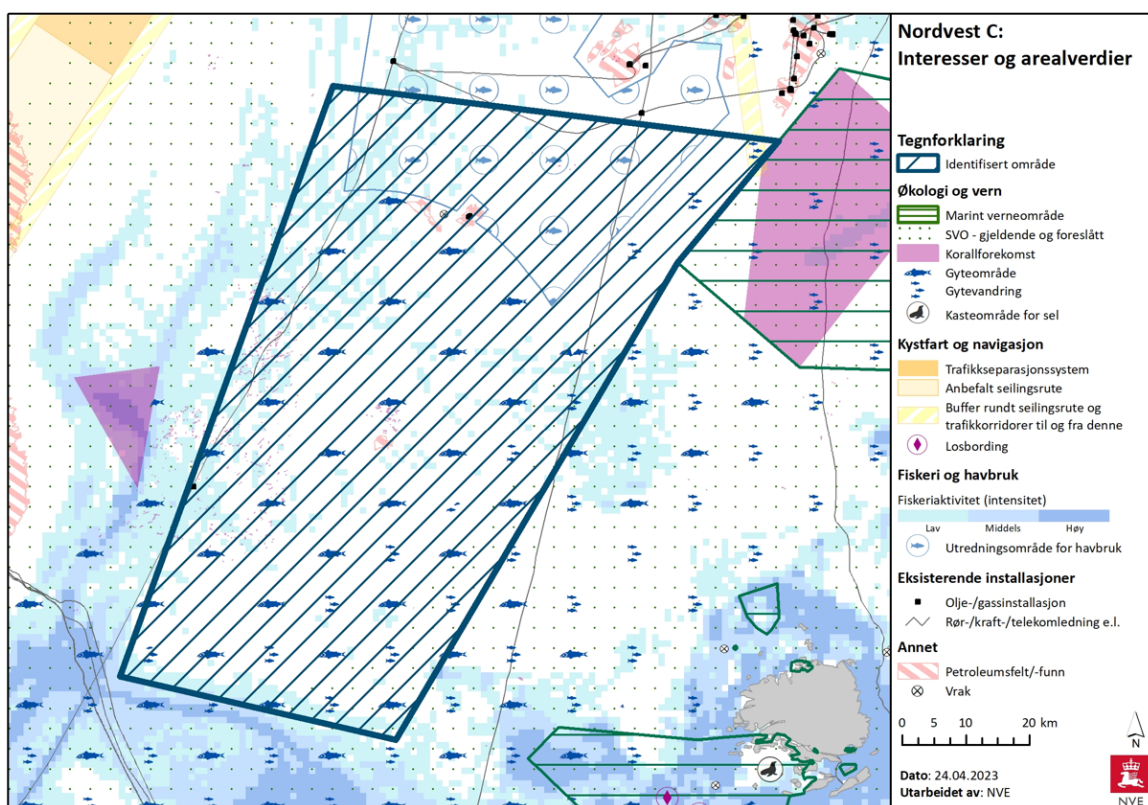 Nordvest C:
Interesser og arealverdier
Tegnforklaring
Identifisert område
Økologi og vern
Marint verneområde
SVO - gjeldende og foreslått
Korallforekomst
Gyteområde
Gytevandring
Kasteområde for sel
Kystfart og navigasjon
Trafikkseparasjonssystem
Anbefalt seilingsrute
Buffer rundt seilingsrute og
trafikkorridorer til og fra denne
Losbording
Fiskeri og havbruk
Fiskeriaktivitet (intensitet)
Lav Middels Høy
Utredningsområde for havbruk
Eksisterende installasjoner
Olje-/gassinstallasjon
Rør-/kraft-/telekomledning e.l.
Annet
Petroleumsfelt/-funn
Vrak
0 5 10 20 km
N
Dato: 24.04.2023
Utarbeidet av: NVE
NVE